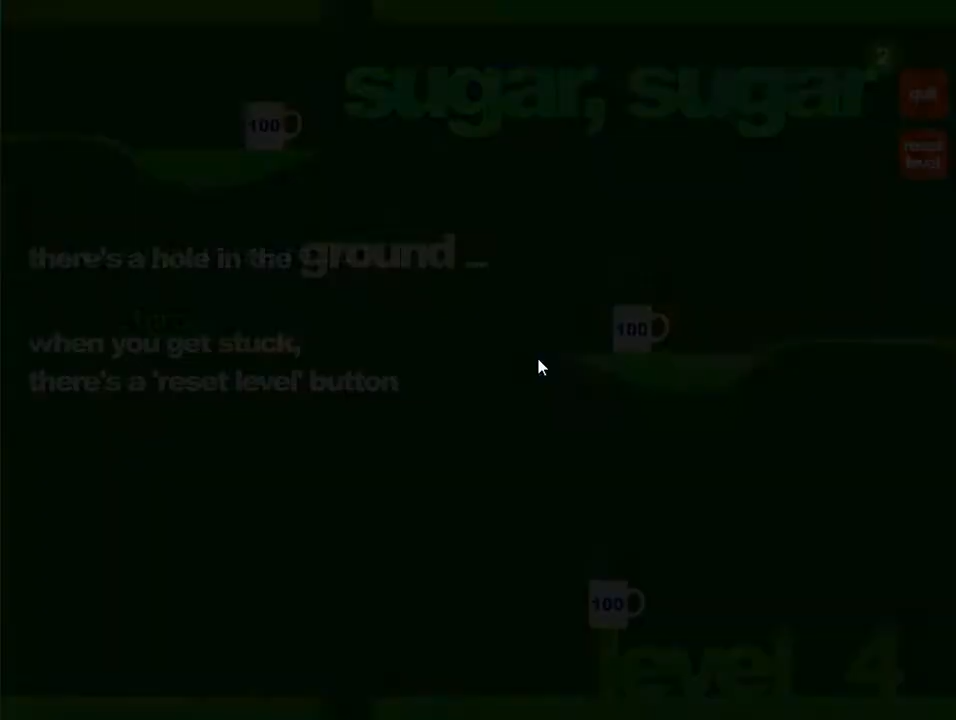 sugar, sugar 2
quit
100
reset
level
there's a hole in the ground ...
100
when you get stuck,
there's a 'reset level' button
100
level 4